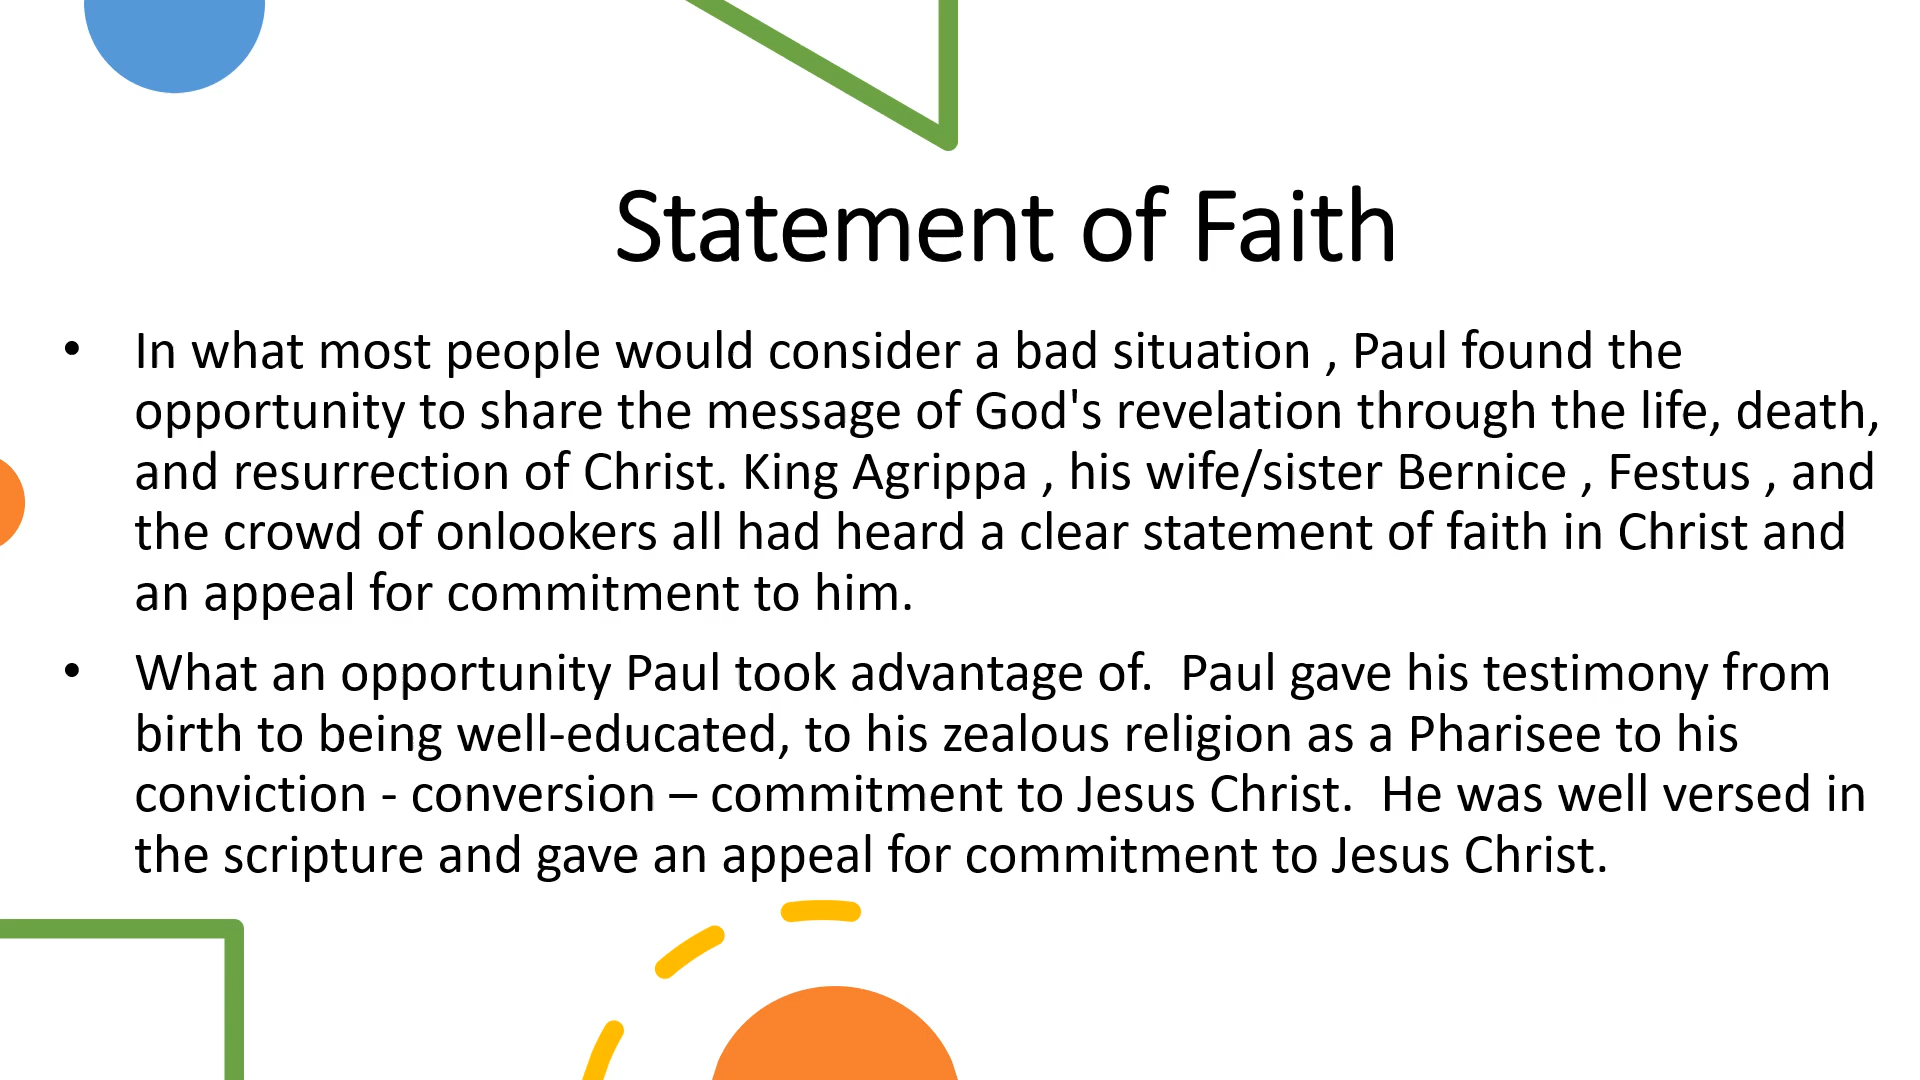 Statement of Faith
• In what most people would consider a bad situation , Paul found the
opportunity to share the message of God's revelation through the life, death,
and resurrection of Christ. King Agrippa , his wife/sister Bernice , Festus , and
the crowd of onlookers all had heard a clear statement of faith in Christ and
an appeal for commitment to him.
• What an opportunity Paul took advantage of.  Paul gave his testimony from
birth to being well-educated, to his zealous religion as a Pharisee to his
conviction - conversion – commitment to Jesus Christ.  He was well versed in
the scripture and gave an appeal for commitment to Jesus Christ.